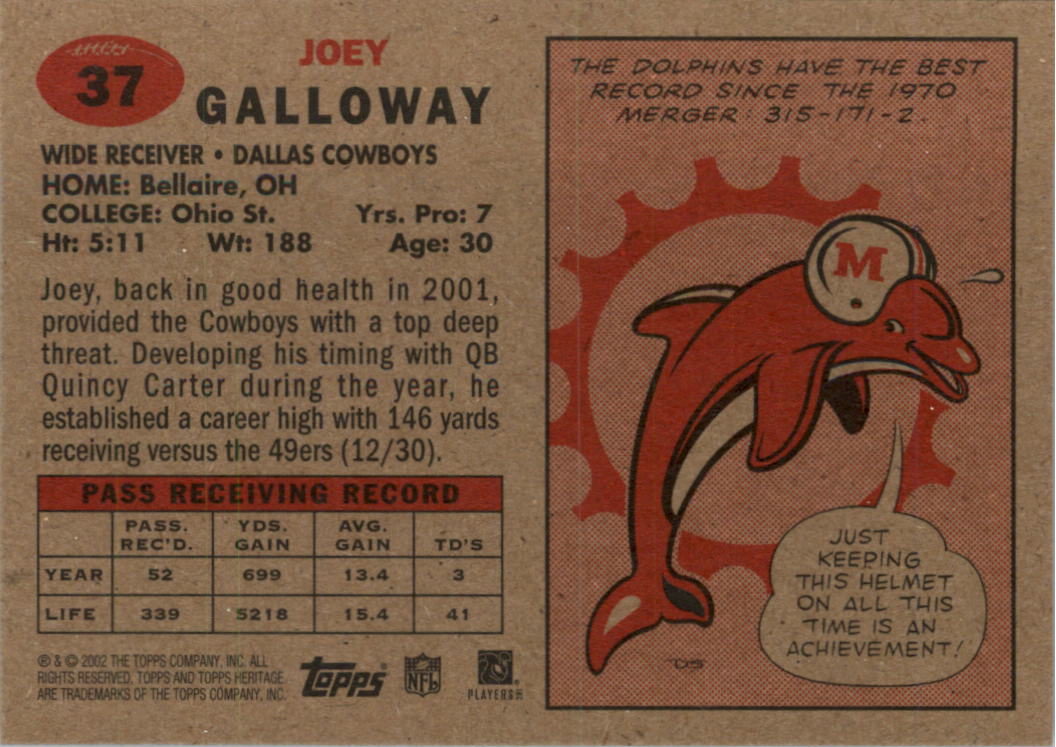 37
JOEY
GALLOWAY
WIDE RECEIVER • DALLAS COWBOYS
HOME: Bellaire, OH
COLLEGE: Ohio St. Yrs. Pro: 7
Ht: 5:11 Wt: 188 Age: 30
Joey, back in good health in 2001,
provided the Cowboys with a top deep
threat. Developing his timing with QB
Quincy Carter during the year, he
established a career high with 146 yards
receiving versus the 49ers (12/30).
PASS RECEIVING RECORD
PASS. REC'D. YDS. GAIN AVG. GAIN TD'S
YEAR 52 699 13.4 3
LIFE 339 5218 15.4 41
® & © 2002 THE TOPPS COMPANY, INC. ALL
RIGHTS RESERVED. TOPPS AND TOPPS HERITAGE
ARE TRADEMARKS OF THE TOPPS COMPANY, INC.
Topps
NFL
PLAYERS
THE DOLPHINS HAVE THE BEST
RECORD SINCE THE 1970
MERGER: 315-171-2.
M
JUST
KEEPING
THIS HELMET
ON ALL THIS
TIME IS AN
ACHIEVEMENT!
DS